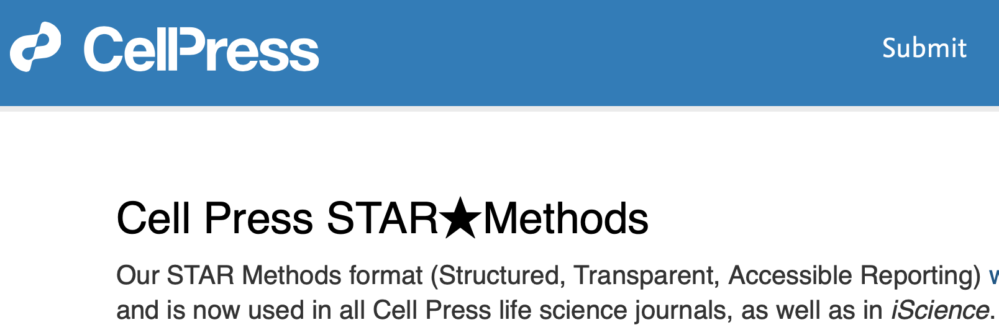 CellPress
Submit
Cell Press STAR★Methods
Our STAR Methods format (Structured, Transparent, Accessible Reporting)
and is now used in all Cell Press life science journals, as well as in iScience.